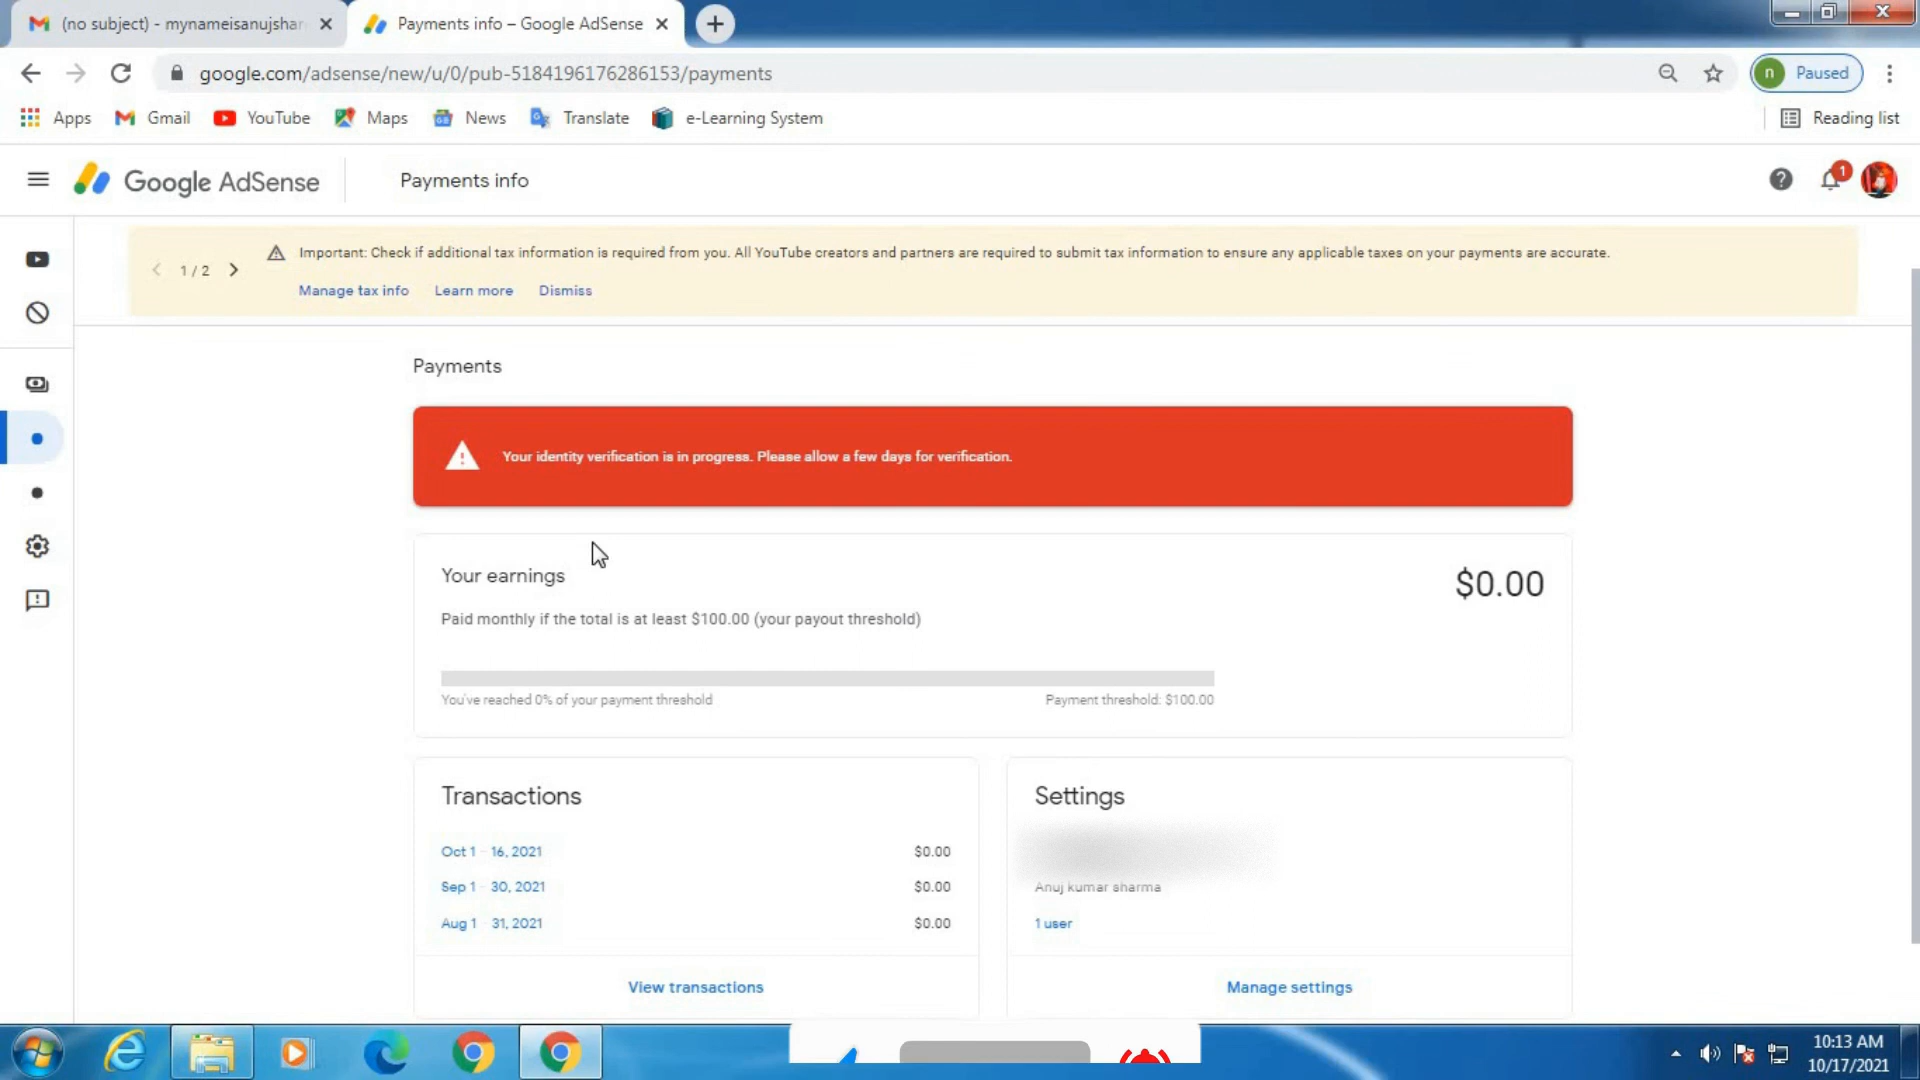 (no subject) - mynameisanujshar
Payments info – Google AdSense
google.com/adsense/new/u/0/pub-5184196176286153/payments
n Paused
Apps Gmail YouTube Maps News Translate e-Learning System Reading list
Google AdSense Payments info
1
1 / 2
Important: Check if additional tax information is required from you. All YouTube creators and partners are required to submit tax information to ensure any applicable taxes on your payments are accurate.
Manage tax info Learn more Dismiss
Payments
Your identity verification is in progress. Please allow a few days for verification.
Your earnings
$0.00
Paid monthly if the total is at least $100.00 (your payout threshold)
You've reached 0% of your payment threshold
Payment threshold: $100.00
Transactions
Oct 1 – 16, 2021 $0.00
Sep 1 – 30, 2021 $0.00
Aug 1 – 31, 2021 $0.00
View transactions
Settings
Anuj kumar sharma
1 user
Manage settings
10:13 AM
10/17/2021